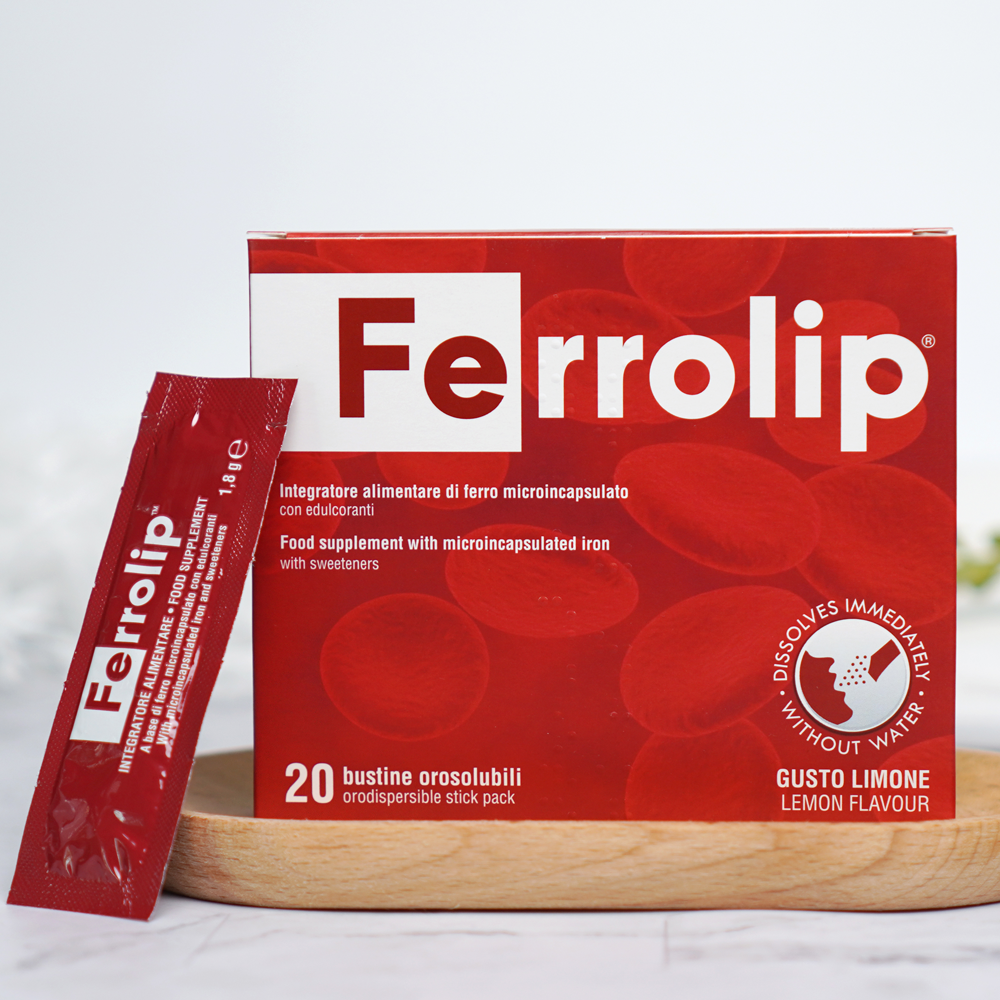 Ferrolip®
Integratore alimentare di ferro microincapsulato
con edulcoranti
Food supplement with microincapsulated iron
with sweeteners
• DISSOLVES IMMEDIATELY •
WITHOUT WATER
20 bustine orosolubili
orodispersible stick pack
GUSTO LIMONE
LEMON FLAVOUR
Ferrolip™
INTEGRATORE ALIMENTARE • FOOD SUPPLEMENT
A base di ferro microincapsulato con edulcoranti
With microincapsulated iron and sweeteners
1,8 g e